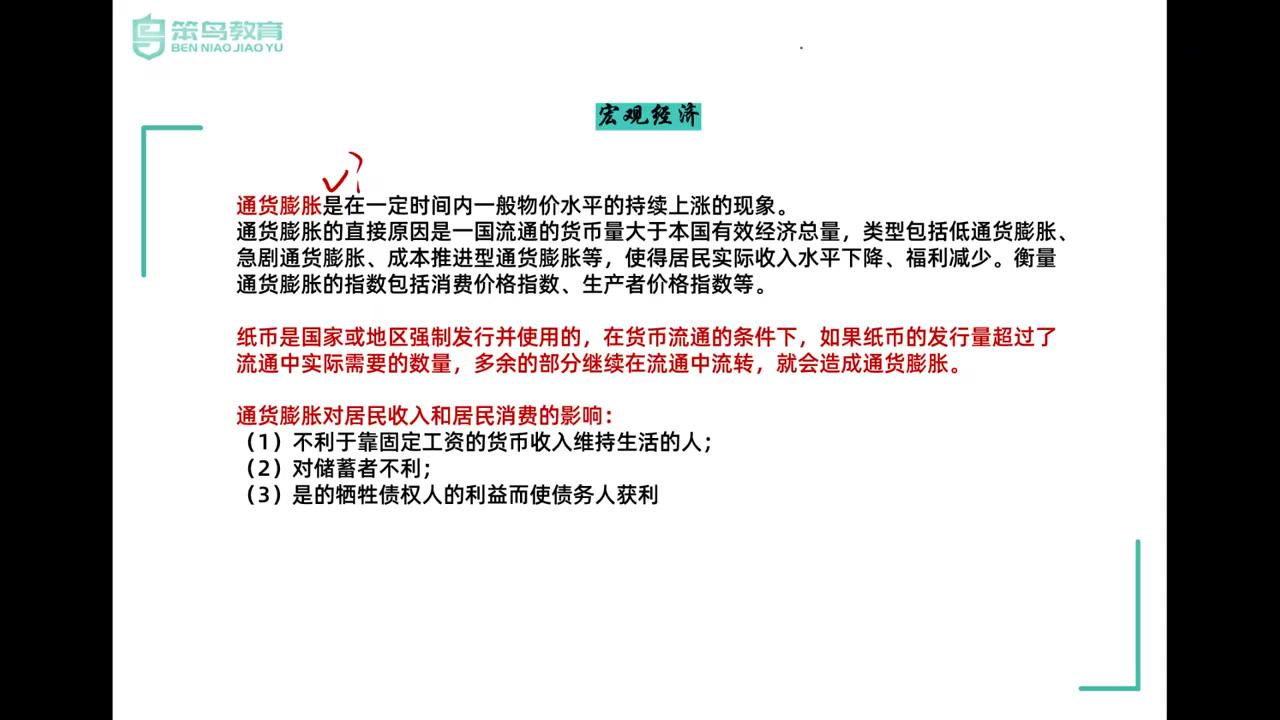 笨鸟教育
BEN NIAO JIAO YU
宏观经济
通货膨胀是在一定时间内一般物价水平的持续上涨的现象。
通货膨胀的直接原因是一国流通的货币量大于本国有效经济总量，类型包括低通货膨胀、
急剧通货膨胀、成本推进型通货膨胀等，使得居民实际收入水平下降、福利减少。衡量
通货膨胀的指数包括消费价格指数、生产者价格指数等。
纸币是国家或地区强制发行并使用的，在货币流通的条件下，如果纸币的发行量超过了
流通中实际需要的数量，多余的部分继续在流通中流转，就会造成通货膨胀。
通货膨胀对居民收入和居民消费的影响：
（1）不利于靠固定工资的货币收入维持生活的人；
（2）对储蓄者不利；
（3）是的牺牲债权人的利益而使债务人获利